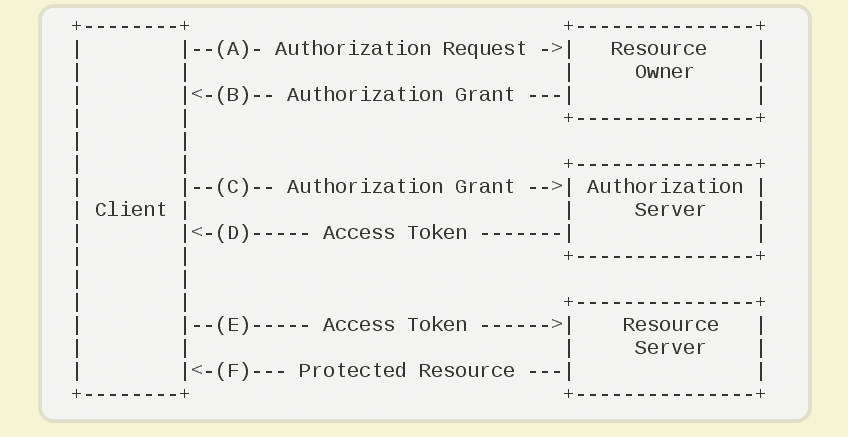 +--------+                               +---------------+
|        |--(A)- Authorization Request ->|   Resource    |
|        |                               |     Owner     |
|        |<-(B)-- Authorization Grant ---|               |
|        |                               +---------------+
|        |
|        |                               +---------------+
|        |--(C)-- Authorization Grant -->| Authorization |
| Client |                               |     Server    |
|        |<-(D)----- Access Token -------|               |
|        |                               +---------------+
|        |
|        |                               +---------------+
|        |--(E)----- Access Token ------>|    Resource   |
|        |                               |     Server    |
|        |<-(F)--- Protected Resource ---|               |
+--------+                               +---------------+